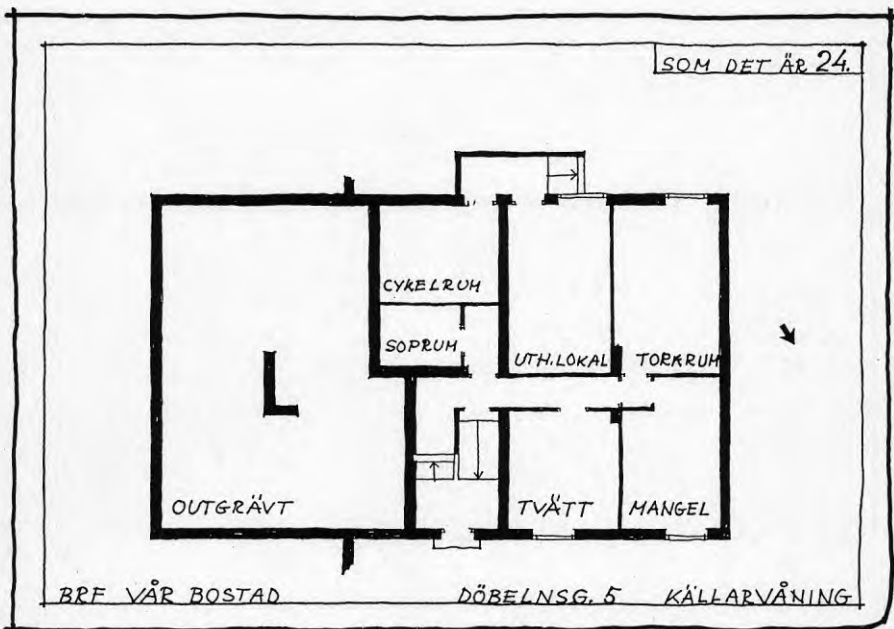 SOM DET ÄR 24.
CYKELRUM
SOPRUM
UTH.LOKAL
TORKRUM
OUTGRÄVT
TVÄTT
MANGEL
BRF VÅR BOSTAD DÖBELNSG. 5 KÄLLARVÅNING